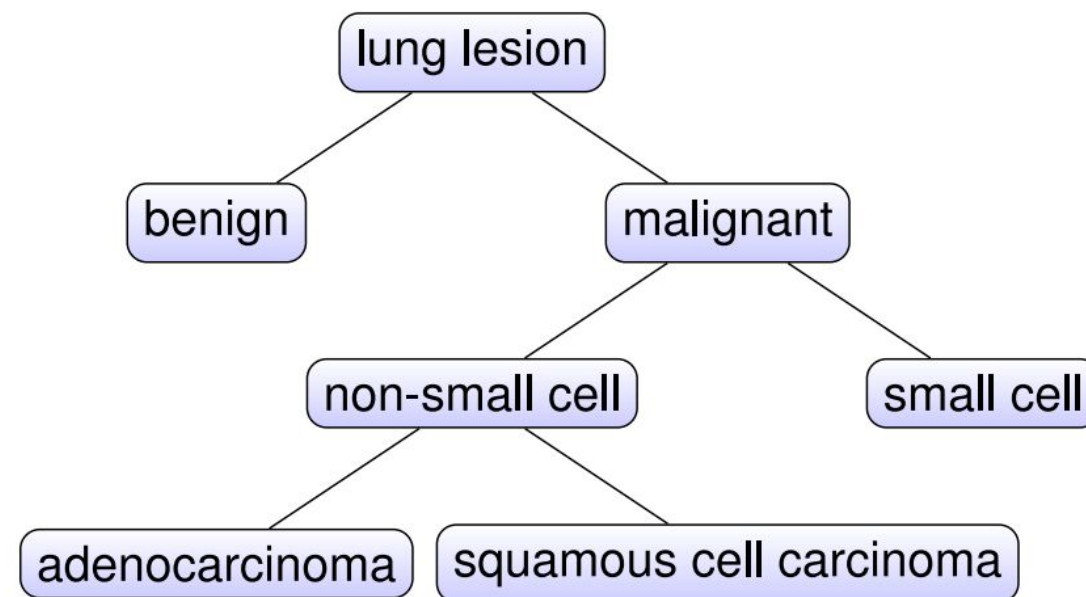 lung lesion
benign
malignant
non-small cell
small cell
adenocarcinoma
squamous cell carcinoma